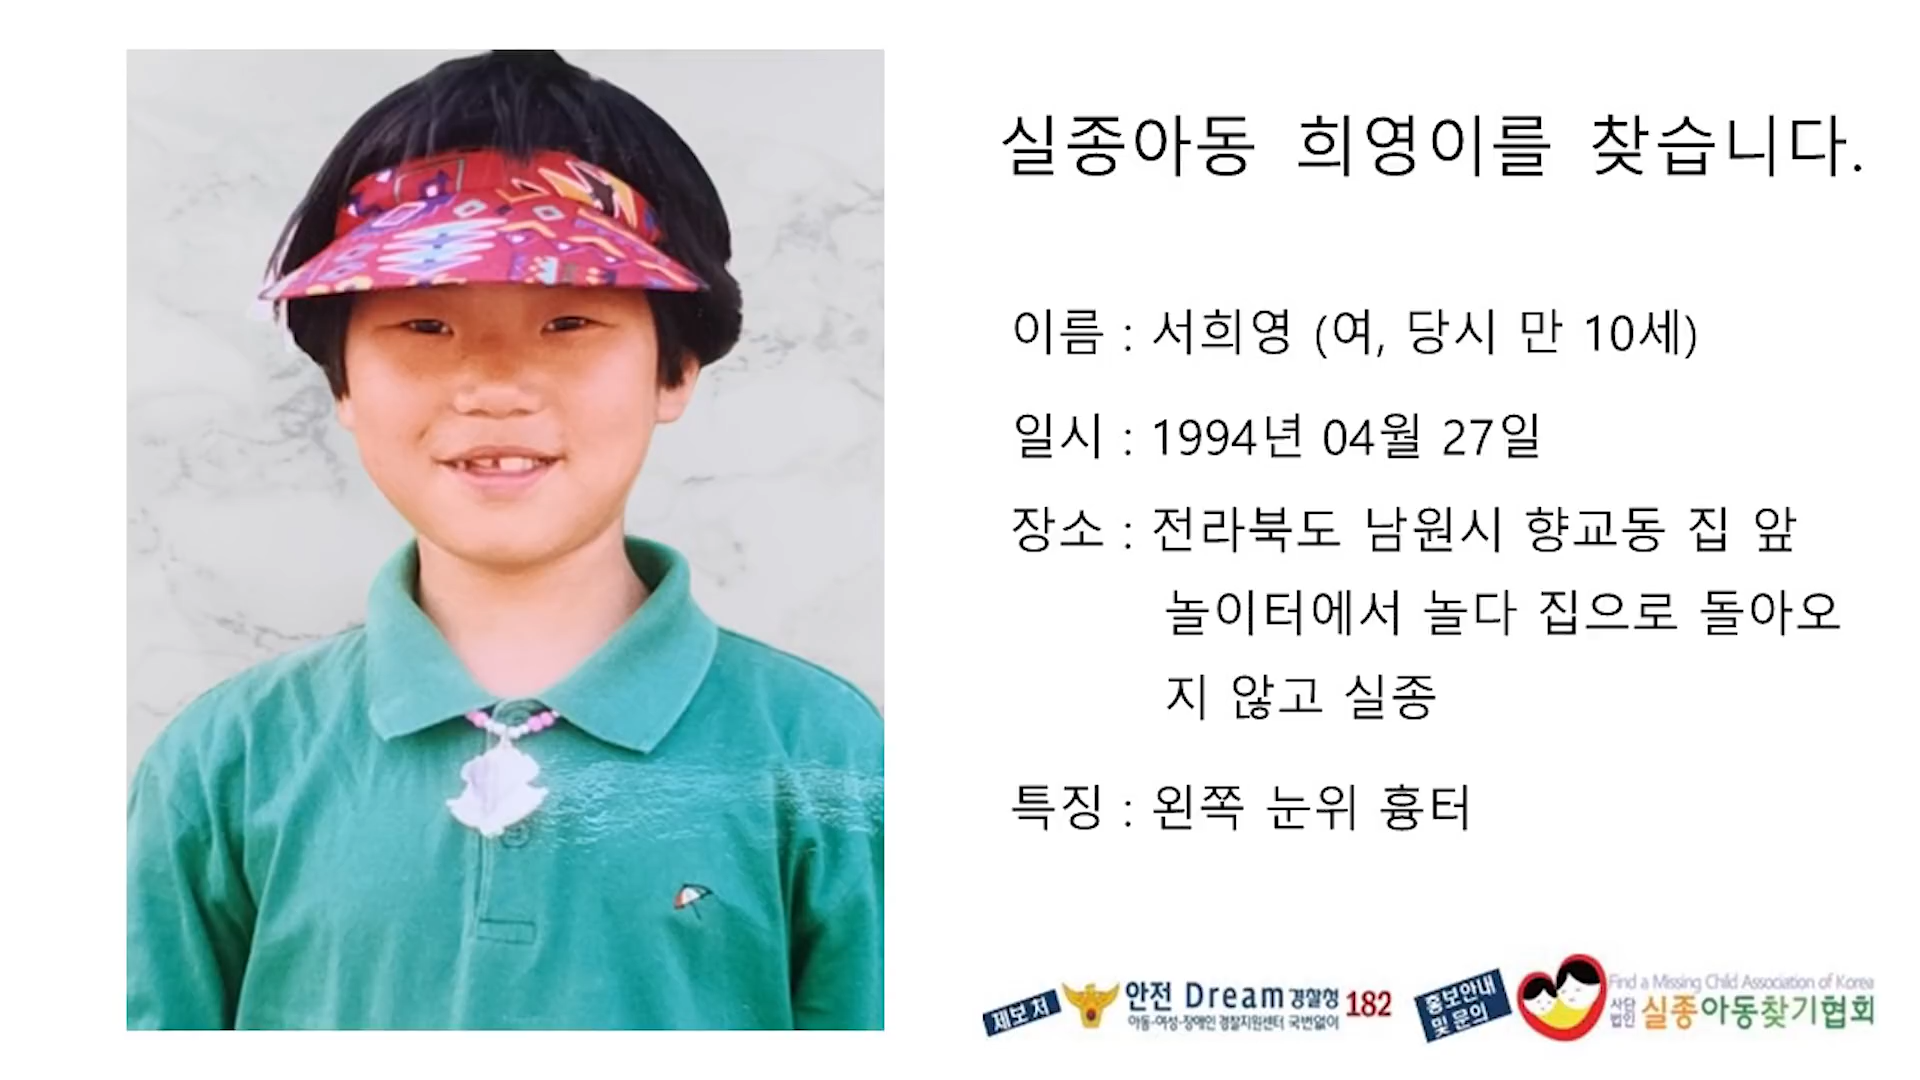 실종아동 희영이를 찾습니다.
이름 : 서희영 (여, 당시 만 10세)
일시 : 1994년 04월 27일
장소 : 전라북도 남원시 향교동 집 앞
놀이터에서 놀다 집으로 돌아오
지 않고 실종
특징 : 왼쪽 눈위 흉터
제보처
안전 Dream 경찰청 182
아동·여성·장애인 경찰지원센터 국번없이
홍보안내
및 문의
Find a Missing Child Association of Korea
사단
법인
실종아동찾기협회